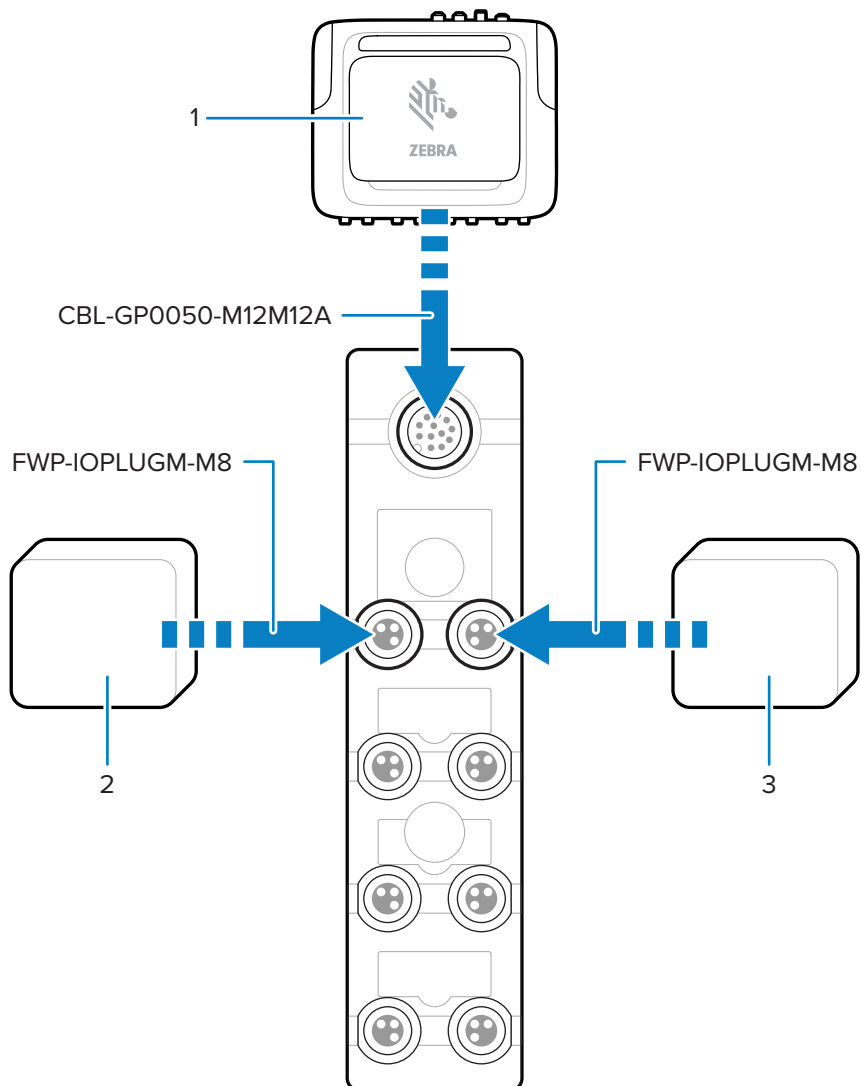 1
ZEBRA
CBL-GP0050-M12M12A
FWP-IOPLUGM-M8
FWP-IOPLUGM-M8
2
3